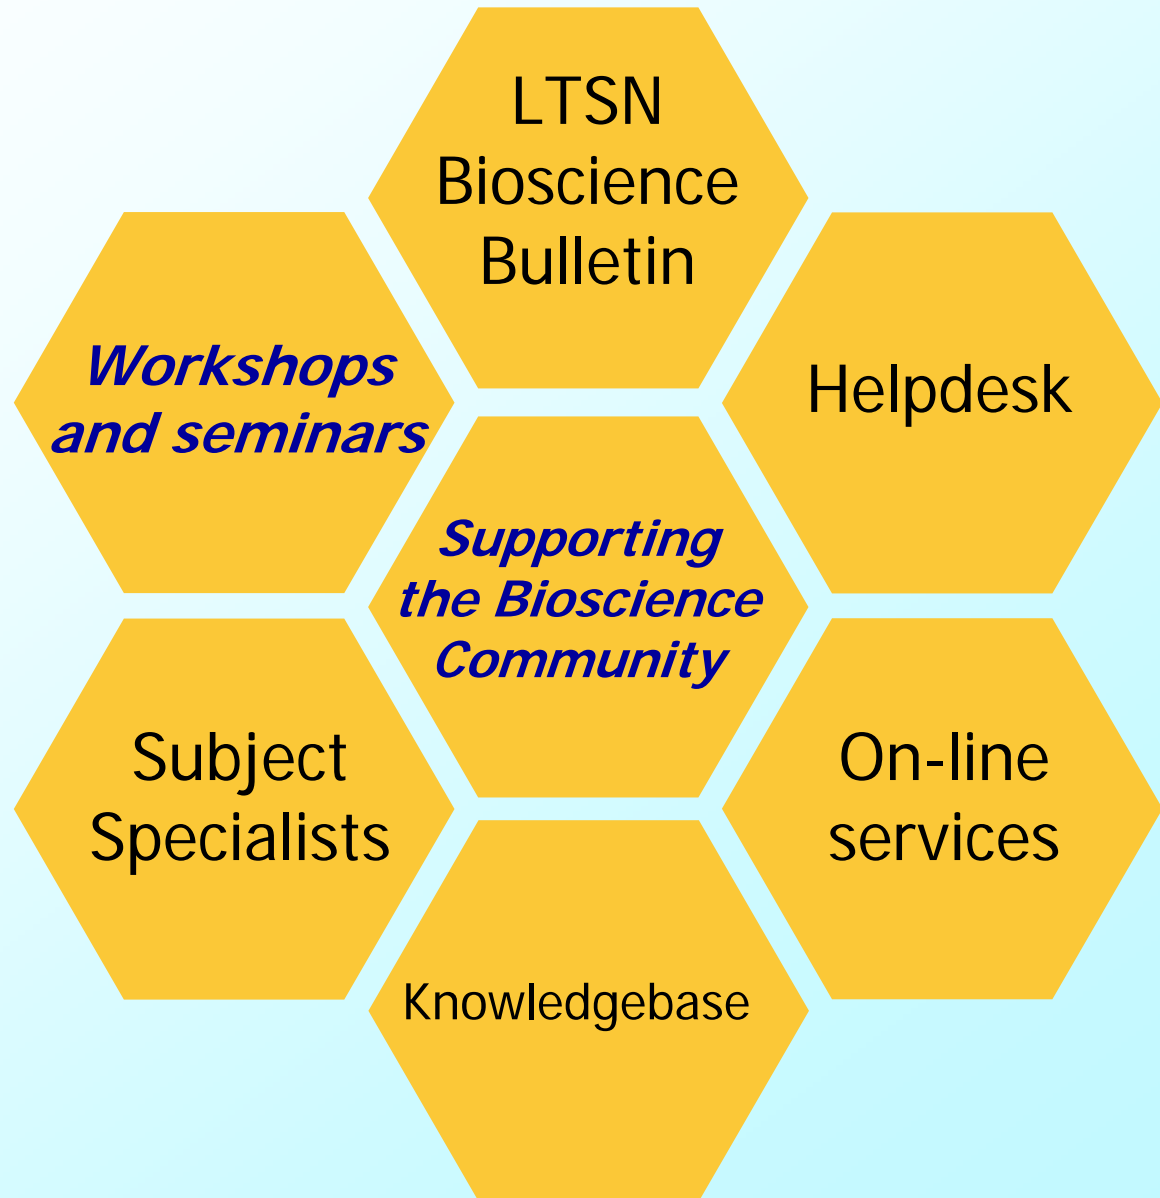 LTSN
Bioscience
Bulletin
Workshops
and seminars
Helpdesk
Supporting
the Bioscience
Community
Subject
Specialists
On-line
services
Knowledgebase